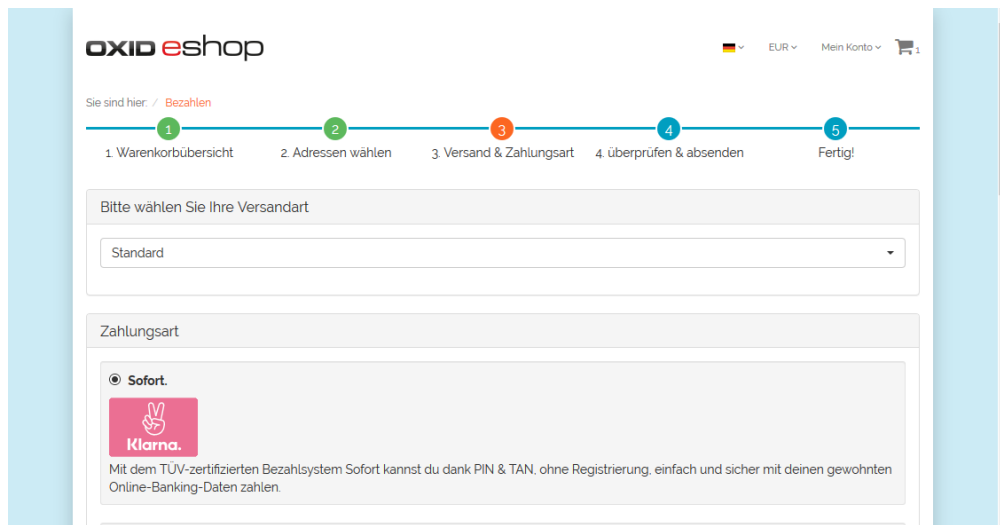 OXID eshop
EUR
Mein Konto
1
Sie sind hier: / Bezahlen
1 2 3 4 5
1. Warenkorbübersicht 2. Adressen wählen 3. Versand & Zahlungsart 4. überprüfen & absenden Fertig!
Bitte wählen Sie Ihre Versandart
Standard
Zahlungsart
Sofort.
Klarna.
Mit dem TÜV-zertifizierten Bezahlsystem Sofort kannst du dank PIN & TAN, ohne Registrierung, einfach und sicher mit deinen gewohnten
Online-Banking-Daten zahlen.